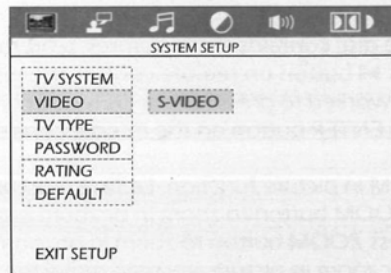 SYSTEM SETUP
TV SYSTEM
VIDEO S-VIDEO
TV TYPE
PASSWORD
RATING
DEFAULT
EXIT SETUP